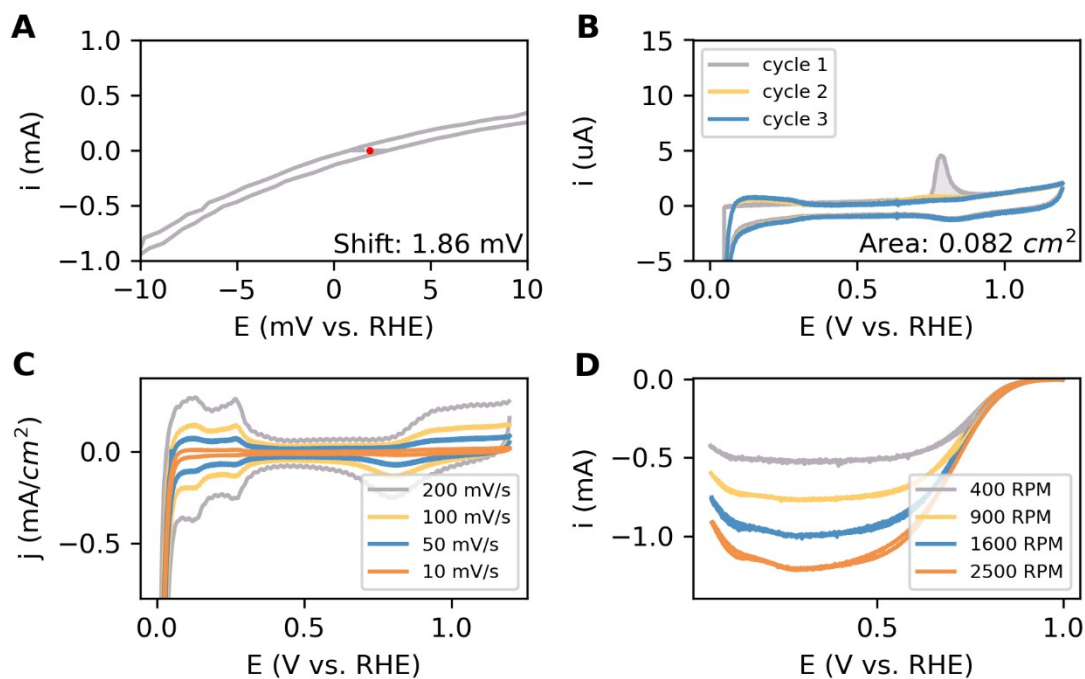 A
1.0
0.5
0.0
−0.5
−1.0
i (mA)
−10
−5
0
5
10
E (mV vs. RHE)
Shift: 1.86 mV
B
15
10
5
0
−5
i (uA)
cycle 1
cycle 2
cycle 3
Area: 0.082 cm²
0.0
0.5
1.0
E (V vs. RHE)
C
0.0
−0.5
j (mA/cm²)
200 mV/s
100 mV/s
50 mV/s
10 mV/s
0.0
0.5
1.0
E (V vs. RHE)
D
0.0
−0.5
−1.0
i (mA)
400 RPM
900 RPM
1600 RPM
2500 RPM
0.5
1.0
E (V vs. RHE)